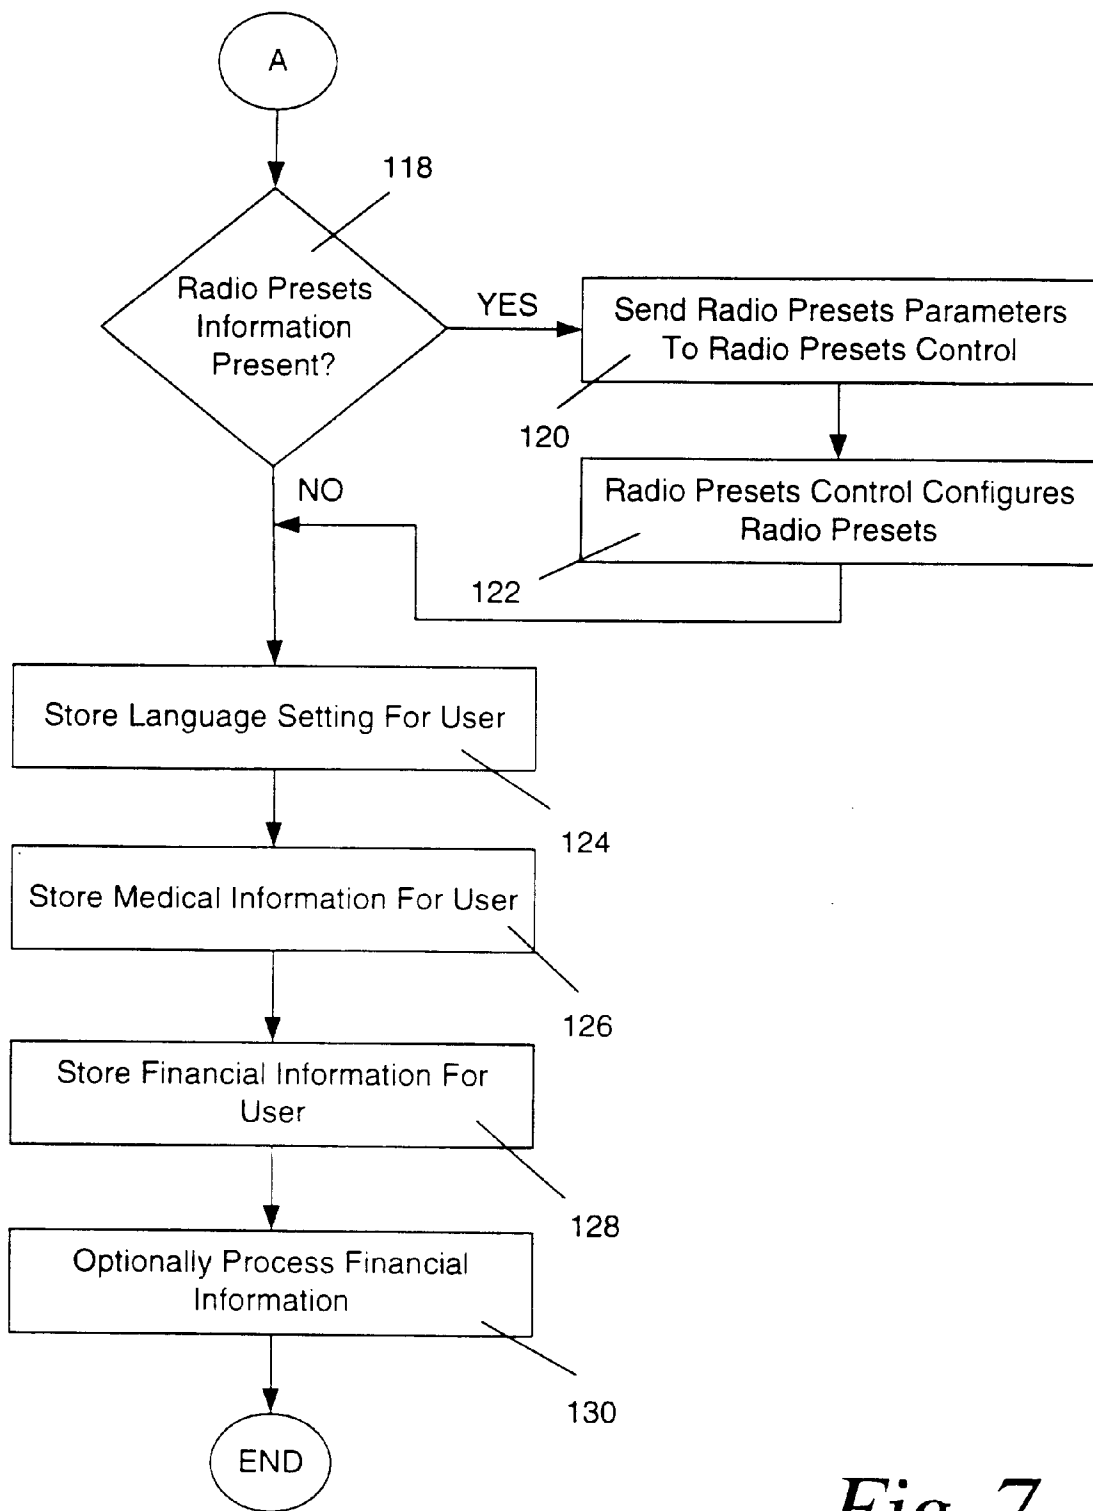 A
118
Radio Presets
Information
Present?
YES
Send Radio Presets Parameters
To Radio Presets Control
120
NO
Radio Presets Control Configures
Radio Presets
122
Store Language Setting For User
124
Store Medical Information For User
126
Store Financial Information For
User
128
Optionally Process Financial
Information
130
END
Fig. 7